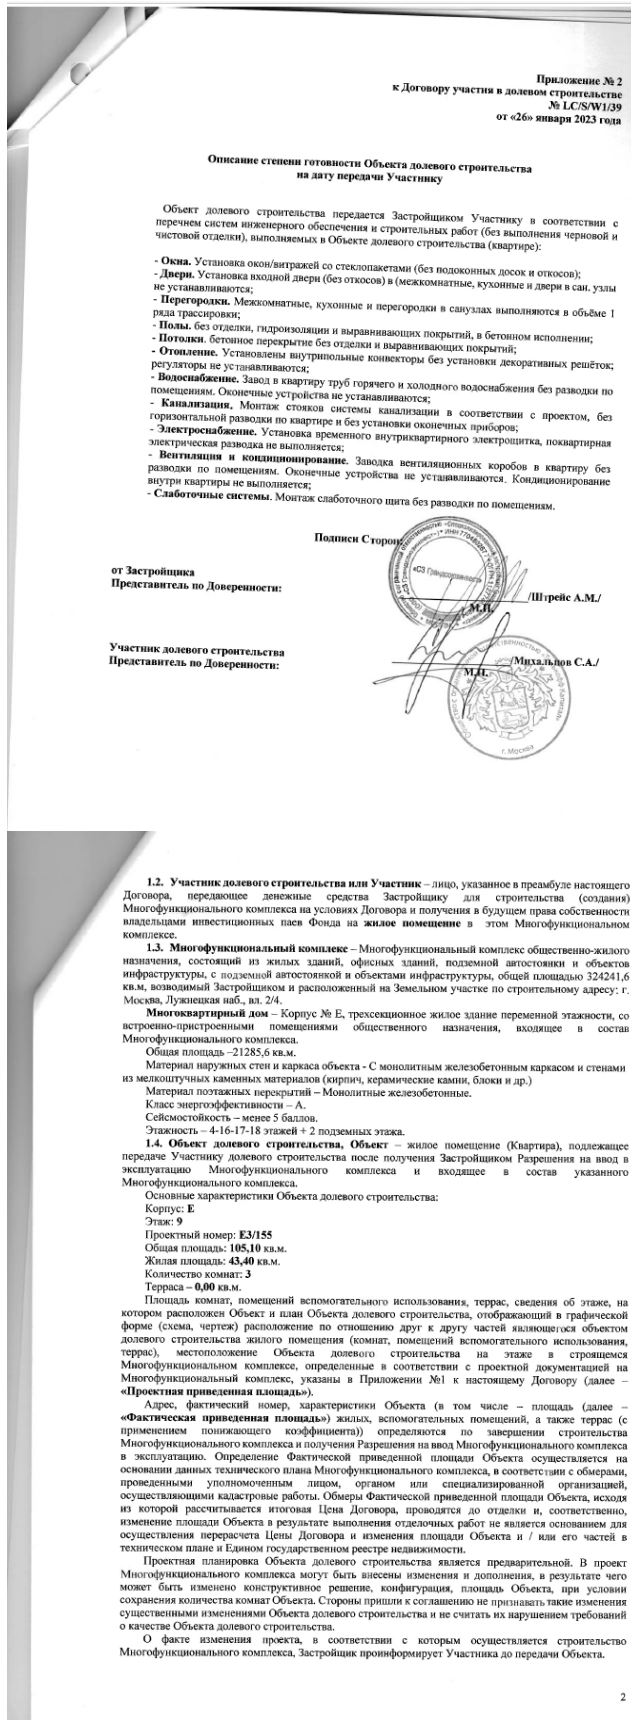 Приложение № 2
к Договору участия в долевом строительстве
№ LC/S/W1/39
от «26» января 2023 года
Описание степени готовности Объекта долевого строительства
на дату передачи Участнику
Объект долевого строительства передается Застройщиком Участнику в соответствии с
перечнем систем инженерного обеспечения и строительных работ (без выполнения черновой и
чистовой отделки), выполняемых в Объекте долевого строительства (квартире):
- Окна. Установка окон/витражей со стеклопакетами (без подоконных досок и откосов);
- Двери. Установка входной двери (без откосов) в (межкомнатные, кухонные и двери в сан. узлы
не устанавливаются;
- Перегородки. Межкомнатные, кухонные и перегородки в санузлах выполняются в объёме 1
ряда трассировки;
- Полы. без отделки, гидроизоляции и выравнивающих покрытий, в бетонном исполнении;
- Потолки. бетонное перекрытие без отделки и выравнивающих покрытий;
- Отопление. Установлены внутрипольные конвекторы без установки декоративных решёток;
регуляторы не устанавливаются;
- Водоснабжение. Завод в квартиру труб горячего и холодного водоснабжения без разводки по
помещениям. Оконечные устройства не устанавливаются;
- Канализация. Монтаж стояков системы канализации в соответствии с проектом, без
горизонтальной разводки по квартире и без установки оконечных приборов;
- Электроснабжение. Установка временного внутриквартирного электрощитка, поквартирная
электрическая разводка не выполняется;
- Вентиляция и кондиционирование. Заводка вентиляционных коробов в квартиру без
разводки по помещениям. Оконечные устройства не устанавливаются. Кондиционирование
внутри квартиры не выполняется;
- Слаботочные системы. Монтаж слаботочного щита без разводки по помещениям.
Подписи Сторон:
от Застройщика
Представитель по Доверенности:
/Штрейс А.М./
М.П.
Участник долевого строительства
Представитель по Доверенности:
/Михальцов С.А./
М.П.
г. Москва
1.2. Участник долевого строительства или Участник – лицо, указанное в преамбуле настоящего
Договора, передающее денежные средства Застройщику для строительства (создания)
Многофункционального комплекса на условиях Договора и получения в будущем права собственности
владельцами инвестиционных паев Фонда на жилое помещение в этом Многофункциональном
комплексе.
1.3. Многофункциональный комплекс – Многофункциональный комплекс общественно-жилого
назначения, состоящий из жилых зданий, офисных зданий, подземной автостоянки и объектов
инфраструктуры, с подземной автостоянкой и объектами инфраструктуры, общей площадью 324241,6
кв.м, возводимый Застройщиком и расположенный на Земельном участке по строительному адресу: г.
Москва, Лужнецкая наб., вл. 2/4.
Многоквартирный дом – Корпус № Е, трехсекционное жилое здание переменной этажности, со
встроенно-пристроенными помещениями общественного назначения, входящее в состав
Многофункционального комплекса.
Общая площадь –21285,6 кв.м.
Материал наружных стен и каркаса объекта - С монолитным железобетонным каркасом и стенами
из мелкоштучных каменных материалов (кирпич, керамические камни, блоки и др.)
Материал поэтажных перекрытий – Монолитные железобетонные.
Класс энергоэффективности – А.
Сейсмостойкость – менее 5 баллов.
Этажность – 4-16-17-18 этажей + 2 подземных этажа.
1.4. Объект долевого строительства, Объект – жилое помещение (Квартира), подлежащее
передаче Участнику долевого строительства после получения Застройщиком Разрешения на ввод в
эксплуатацию Многофункционального комплекса и входящее в состав указанного
Многофункционального комплекса.
Основные характеристики Объекта долевого строительства:
Корпус: Е
Этаж: 9
Проектный номер: Е3/155
Общая площадь: 105,10 кв.м.
Жилая площадь: 43,40 кв.м.
Количество комнат: 3
Терраса – 0,00 кв.м.
Площадь комнат, помещений вспомогательного использования, террас, сведения об этаже, на
котором расположен Объект и план Объекта долевого строительства, отображающий в графической
форме (схема, чертеж) расположение по отношению друг к другу частей являющегося объектом
долевого строительства жилого помещения (комнат, помещений вспомогательного использования,
террас), местоположение Объекта долевого строительства на этаже в строящемся
Многофункциональном комплексе, определенные в соответствии с проектной документацией на
Многофункциональный комплекс, указаны в Приложении №1 к настоящему Договору (далее –
«Проектная приведенная площадь»).
Адрес, фактический номер, характеристики Объекта (в том числе – площадь (далее –
«Фактическая приведенная площадь») жилых, вспомогательных помещений, а также террас (с
применением понижающего коэффициента)) определяются по завершении строительства
Многофункционального комплекса и получения Разрешения на ввод Многофункционального комплекса
в эксплуатацию. Определение Фактической приведенной площади Объекта осуществляется на
основании данных технического плана Многофункционального комплекса, в соответствии с обмерами,
проведенными уполномоченным лицом, органом или специализированной организацией,
осуществляющими кадастровые работы. Обмеры Фактической приведенной площади Объекта, исходя
из которой рассчитывается итоговая Цена Договора, проводятся до отделки и, соответственно,
изменение площади Объекта в результате выполнения отделочных работ не является основанием для
осуществления перерасчета Цены Договора и изменения площади Объекта и / или его частей в
техническом плане и Едином государственном реестре недвижимости.
Проектная планировка Объекта долевого строительства является предварительной. В проект
Многофункционального комплекса могут быть внесены изменения и дополнения, в результате чего
может быть изменено конструктивное решение, конфигурация, площадь Объекта, при условии
сохранения количества комнат Объекта. Стороны пришли к соглашению не признавать такие изменения
существенными изменениями Объекта долевого строительства и не считать их нарушением требований
о качестве Объекта долевого строительства.
О факте изменения проекта, в соответствии с которым осуществляется строительство
Многофункционального комплекса, Застройщик проинформирует Участника до передачи Объекта.
2